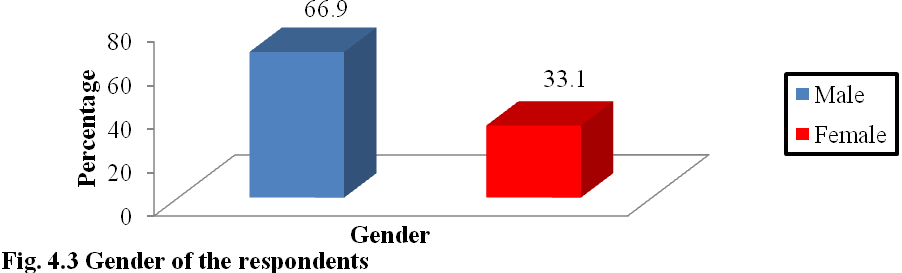 66.9
80
60
40
20
0
Percentage
33.1
Male
Female
Gender
Fig. 4.3 Gender of the respondents